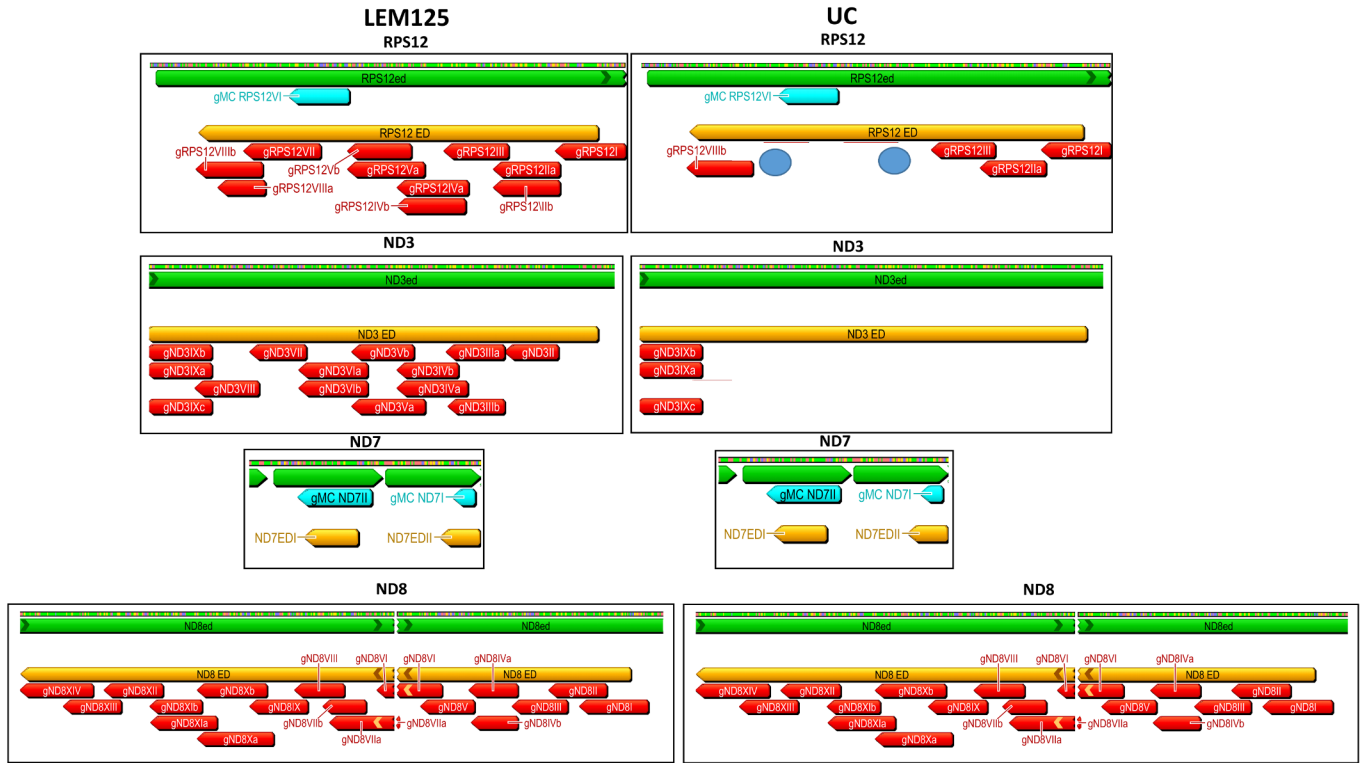 LEM125
RPS12
RPS12ed
gMC RPS12VI
RPS12 ED
gRPS12VIIIb
gRPS12VII
gRPS12Vb
gRPS12III
gRPS12I
gRPS12Va
gRPS12IIa
gRPS12VIIIa
gRPS12IVa
gRPS12IVb
gRPS12\IIb
UC
RPS12
RPS12ed
gMC RPS12VI
RPS12 ED
gRPS12VIIIb
gRPS12III
gRPS12I
gRPS12IIa
ND3
ND3ed
ND3 ED
gND3IXb
gND3VII
gND3Vb
gND3IIIa
gND3II
gND3IXa
gND3VIa
gND3IVb
gND3VIII
gND3VIb
gND3IVa
gND3IXc
gND3Va
gND3IIIb
ND3
ND3ed
ND3 ED
gND3IXb
gND3IXa
gND3IXc
ND7
gMC ND7II
gMC ND7I
ND7EDI
ND7EDII
ND7
gMC ND7II
gMC ND7I
ND7EDI
ND7EDII
ND8
ND8ed
ND8ed
gND8VIII
gND8VI
gND8VI
gND8IVa
ND8 ED
ND8 ED
gND8XIV
gND8XII
gND8Xb
gND8II
gND8XIII
gND8XIb
gND8IX
gND8V
gND8III
gND8I
gND8XIa
gND8VIIb
gND8VIIa
gND8IVb
gND8Xa
gND8VIIa
ND8
ND8ed
ND8ed
gND8VIII
gND8VI
gND8VI
gND8IVa
ND8 ED
ND8 ED
gND8XIV
gND8XII
gND8Xb
gND8II
gND8XIII
gND8XIb
gND8IX
gND8V
gND8III
gND8I
gND8XIa
gND8VIIb
gND8VIIa
gND8IVb
gND8Xa
gND8VIIa